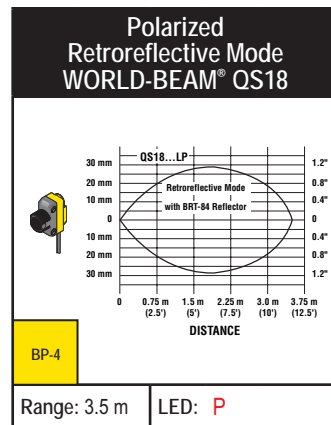 Polarized
Retroreflective Mode
WORLD-BEAM® QS18
QS18...LP
Retroreflective Mode
with BRT-84 Reflector
30 mm
20 mm
10 mm
0
10 mm
20 mm
30 mm
1.2"
0.8"
0.4"
0
0.4"
0.8"
1.2"
0 0.75 m 1.5 m 2.25 m 3.0 m 3.75 m
(2.5') (5') (7.5') (10') (12.5')
DISTANCE
BP-4
Range: 3.5 m LED: P